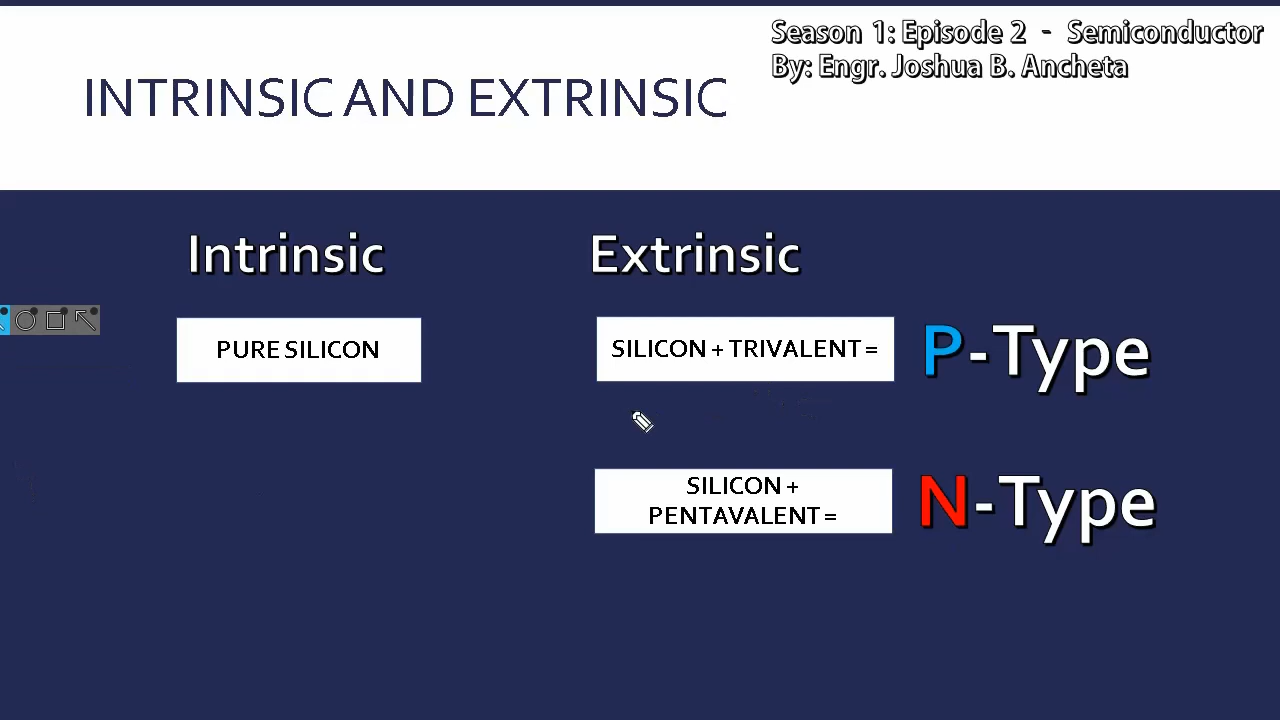 Season 1: Episode 2 - Semiconductor
By: Engr. Joshua B. Ancheta
INTRINSIC AND EXTRINSIC
Intrinsic
Extrinsic
PURE SILICON
SILICON + TRIVALENT =
P-Type
SILICON +
PENTAVALENT =
N-Type